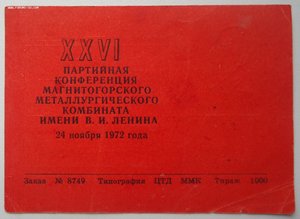 XXVI
ПАРТИЙНАЯ
КОНФЕРЕНЦИЯ
МАГНИТОГОРСКОГО
МЕТАЛЛУРГИЧЕСКОГО
КОМБИНАТА
ИМЕНИ В. И. ЛЕНИНА
24 ноября 1972 года
Заказ № 8749 Типография ЦТД ММК Тираж 1000